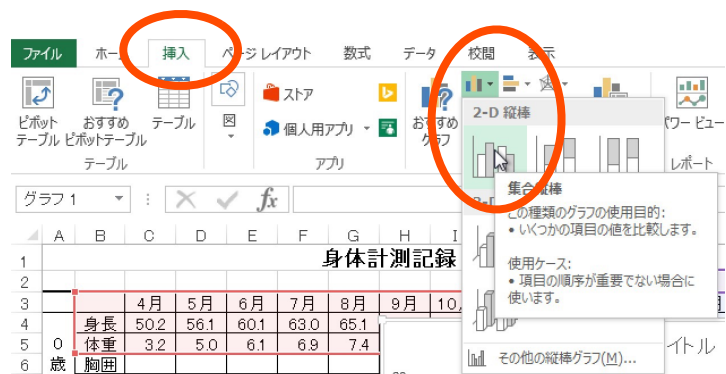 ファイル ホー 挿入 ページ レイアウト 数式 データ 校閲 表示
ピボット
テーブル
おすすめ
ピボットテーブル
テーブル
テーブル
図
ストア
個人用アプリ
アプリ
おすすめ
グラフ
パワー ビュー
レポート
2-D 縦棒
グラフ 1
fx
集合縦棒
この種類のグラフの使用目的:
• いくつかの項目の値を比較します。
使用ケース:
• 項目の順序が重要でない場合に
使います。
その他の縦棒グラフ(M)...
イトル
A B C D E F G H I
1 身体計測記録
2
3 4月 5月 6月 7月 8月 9月 10
4 身長 50.2 56.1 60.1 63.0 65.1
5 0 体重 3.2 5.0 6.1 6.9 7.4
6 歳 胸囲